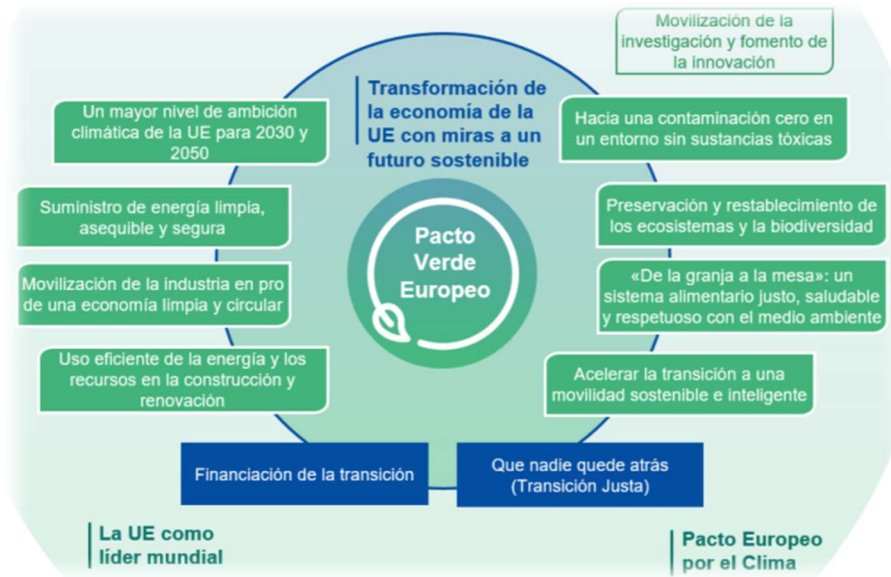 Movilización de la
investigación y fomento de
la innovación
Transformación de
la economía de la
UE con miras a un
futuro sostenible
Un mayor nivel de ambición
climática de la UE para 2030 y
2050
Hacia una contaminación cero en
un entorno sin sustancias tóxicas
Suministro de energía limpia,
asequible y segura
Preservación y restablecimiento de
los ecosistemas y la biodiversidad
Pacto
Verde
Europeo
Movilización de la industria en pro
de una economía limpia y circular
«De la granja a la mesa»: un
sistema alimentario justo, saludable
y respetuoso con el medio ambiente
Uso eficiente de la energía y los
recursos en la construcción y
renovación
Acelerar la transición a una
movilidad sostenible e inteligente
Financiación de la transición
Que nadie quede atrás
(Transición Justa)
La UE como
líder mundial
Pacto Europeo
por el Clima